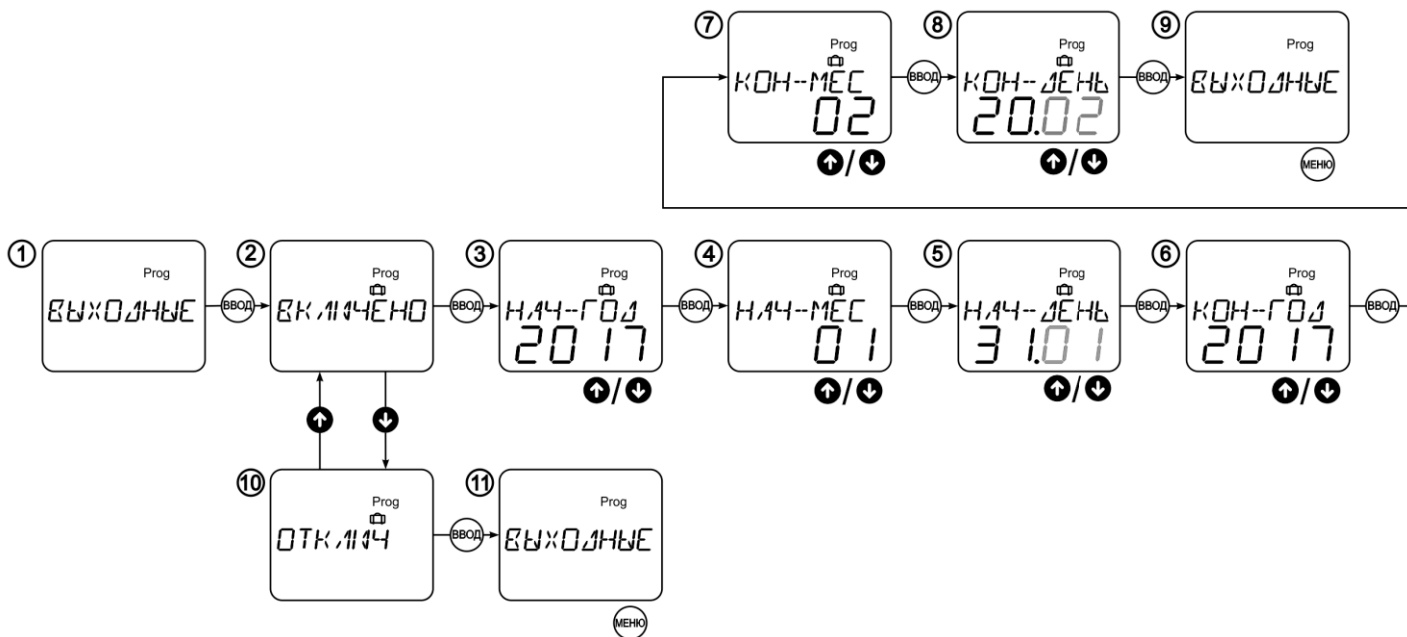 7
Prog
КОН-МЕС
02
/
ВВОД
8
Prog
КОН-ДЕНЬ
20.02
/
ВВОД
9
Prog
ВЫХОДНЫЕ
МЕНЮ
1
Prog
ВЫХОДНЫЕ
ВВОД
2
Prog
ВКЛЮЧЕНО
ВВОД
3
Prog
НАЧ-ГОД
2017
/
ВВОД
4
Prog
НАЧ-МЕС
01
/
ВВОД
5
Prog
НАЧ-ДЕНЬ
31.01
/
ВВОД
6
Prog
КОН-ГОД
2017
/
ВВОД
10
Prog
ОТКЛЮЧ
ВВОД
11
Prog
ВЫХОДНЫЕ
МЕНЮ